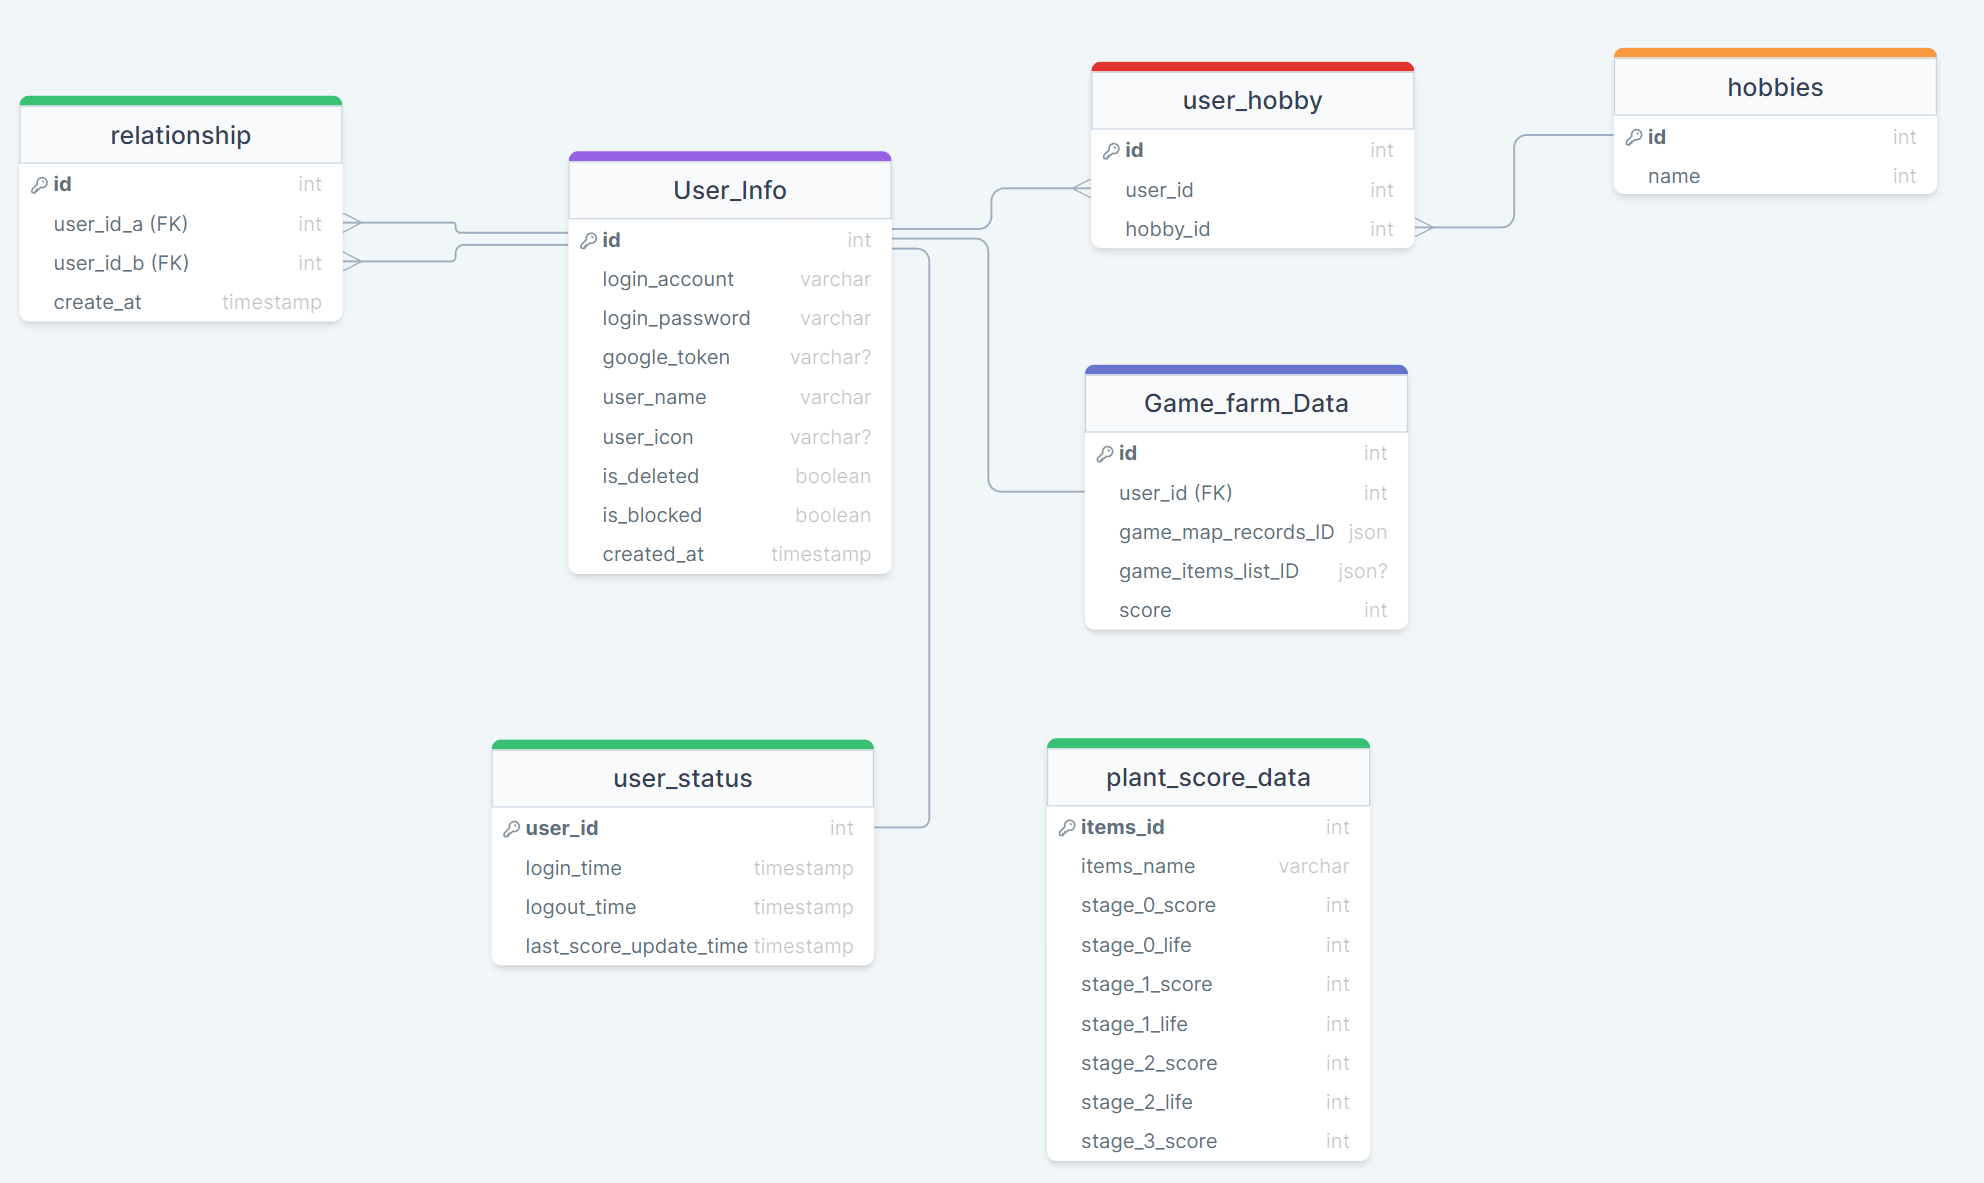 relationship
id int
user_id_a (FK) int
user_id_b (FK) int
create_at timestamp
User_Info
id int
login_account varchar
login_password varchar
google_token varchar?
user_name varchar
user_icon varchar?
is_deleted boolean
is_blocked boolean
created_at timestamp
user_hobby
id int
user_id int
hobby_id int
hobbies
id int
name int
Game_farm_Data
id int
user_id (FK) int
game_map_records_ID json
game_items_list_ID json?
score int
user_status
user_id int
login_time timestamp
logout_time timestamp
last_score_update_time timestamp
plant_score_data
items_id int
items_name varchar
stage_0_score int
stage_0_life int
stage_1_score int
stage_1_life int
stage_2_score int
stage_2_life int
stage_3_score int